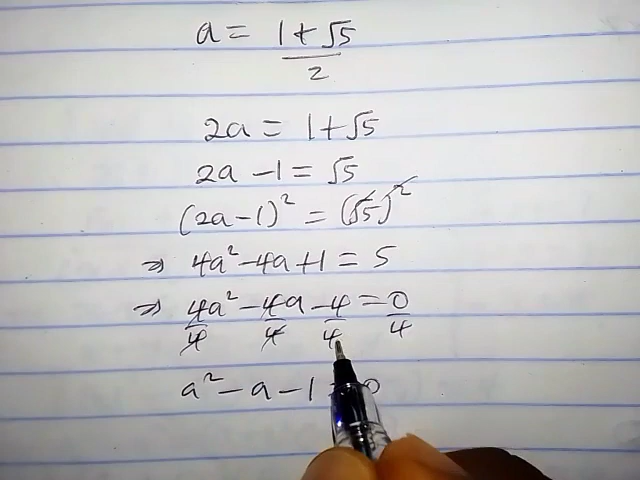 a = (1+√5)/2
2a = 1+√5
2a - 1 = √5
(2a-1)² = (√5)²
⇒ 4a² - 4a + 1 = 5
⇒ 4a²/4 - 4a/4 - 4/4 = 0/4
a² - a - 1 = 0